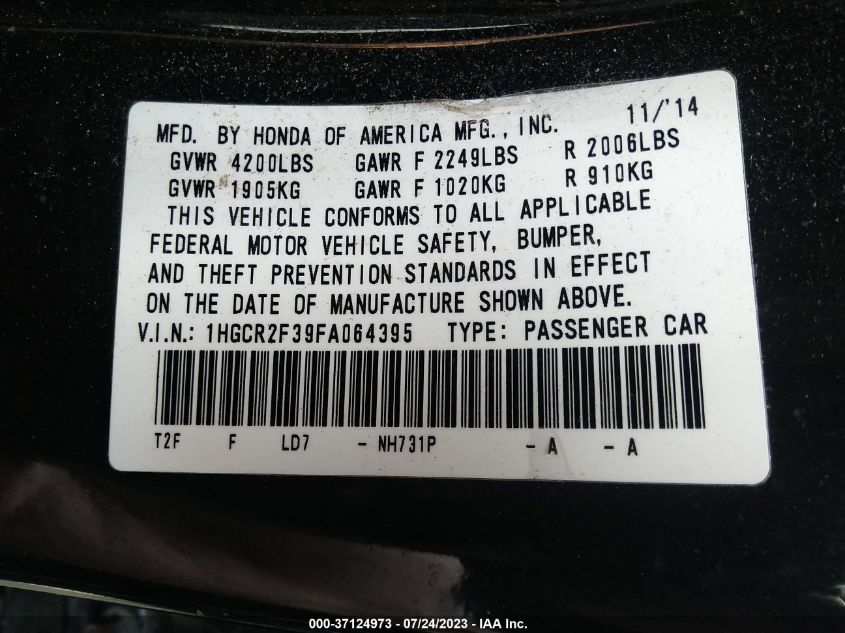 11/'14
MFD. BY HONDA OF AMERICA MFG., INC.
GVWR 4200LBS GAWR F 2249LBS R 2006LBS
GVWR 1905KG GAWR F 1020KG R 910KG
THIS VEHICLE CONFORMS TO ALL APPLICABLE
FEDERAL MOTOR VEHICLE SAFETY, BUMPER,
AND THEFT PREVENTION STANDARDS IN EFFECT
ON THE DATE OF MANUFACTURE SHOWN ABOVE.
V.I.N.: 1HGCR2F39FA064395 TYPE: PASSENGER CAR
T2F F LD7 - NH731P - A - A
000-37124973 - 07/24/2023 - IAA Inc.